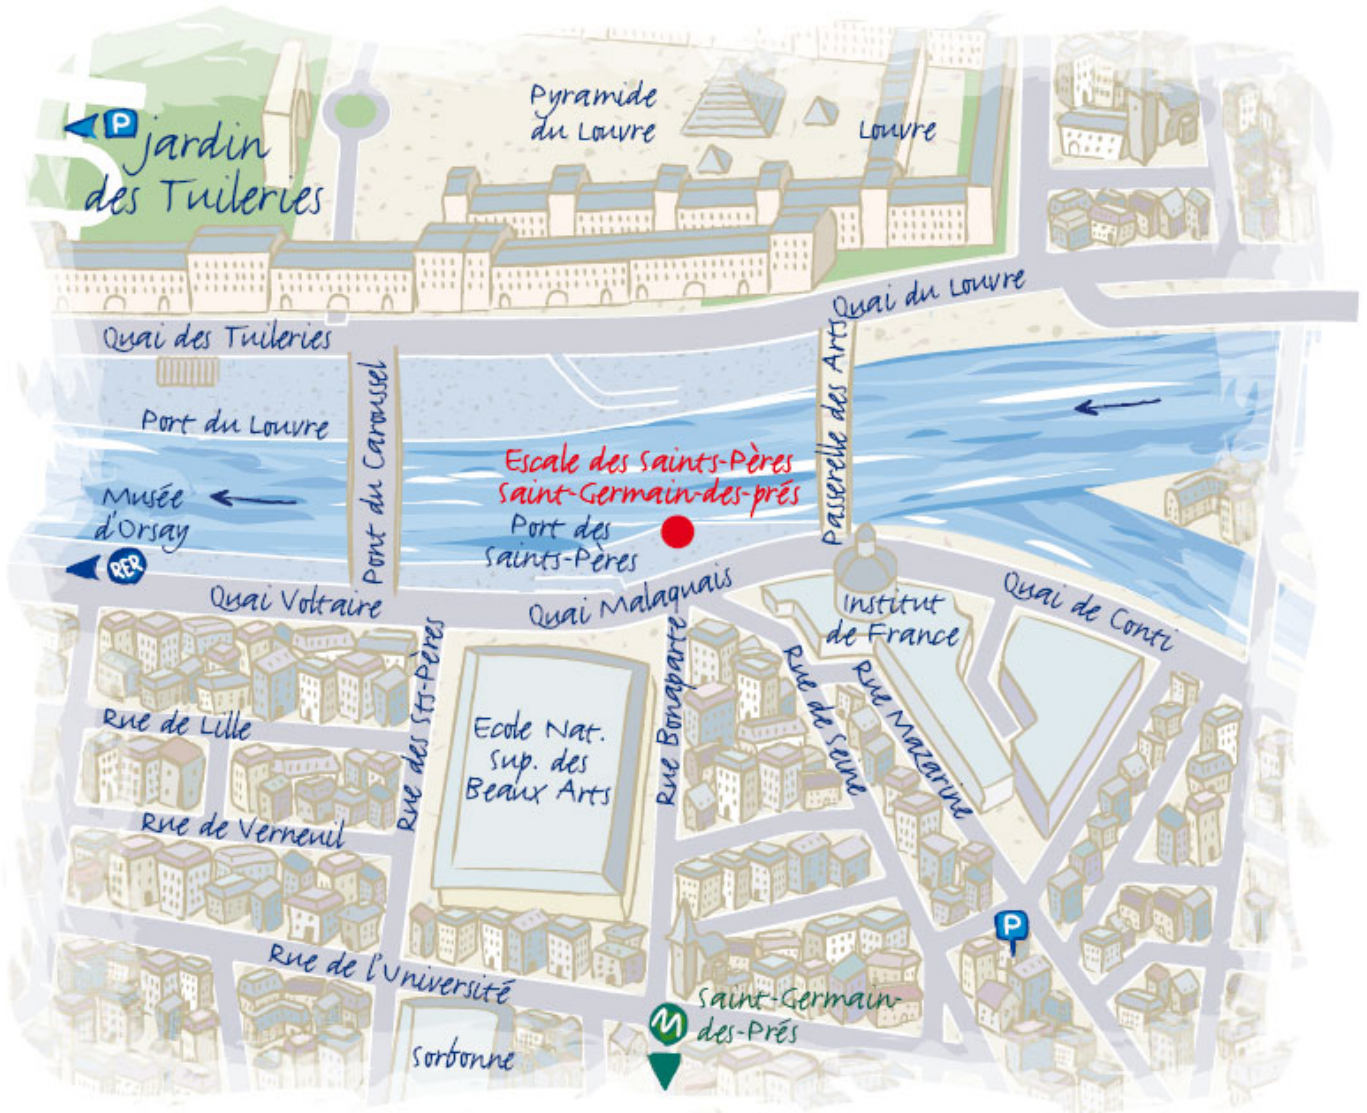 Pyramide
du Louvre
Louvre
P
jardin
des Tuileries
Quai du Louvre
Quai des Tuileries
Passerelle des Arts
Pont du Caroussel
Port du Louvre
Escale des Saints-Pères
Saint-Germain-des-prés
Musée
d'Orsay
RER
Port des
Saints-Pères
Quai Voltaire
Quai Malaquais
Institut
de France
Quai de Conti
Rue des Sts-Pères
Rue Bonaparte
Rue de Seine
Rue Mazarine
Rue de Lille
Ecole Nat.
Sup. des
Beaux Arts
Rue de Verneuil
P
Rue de l'Université
M
Saint-Germain-
des-Prés
Sorbonne